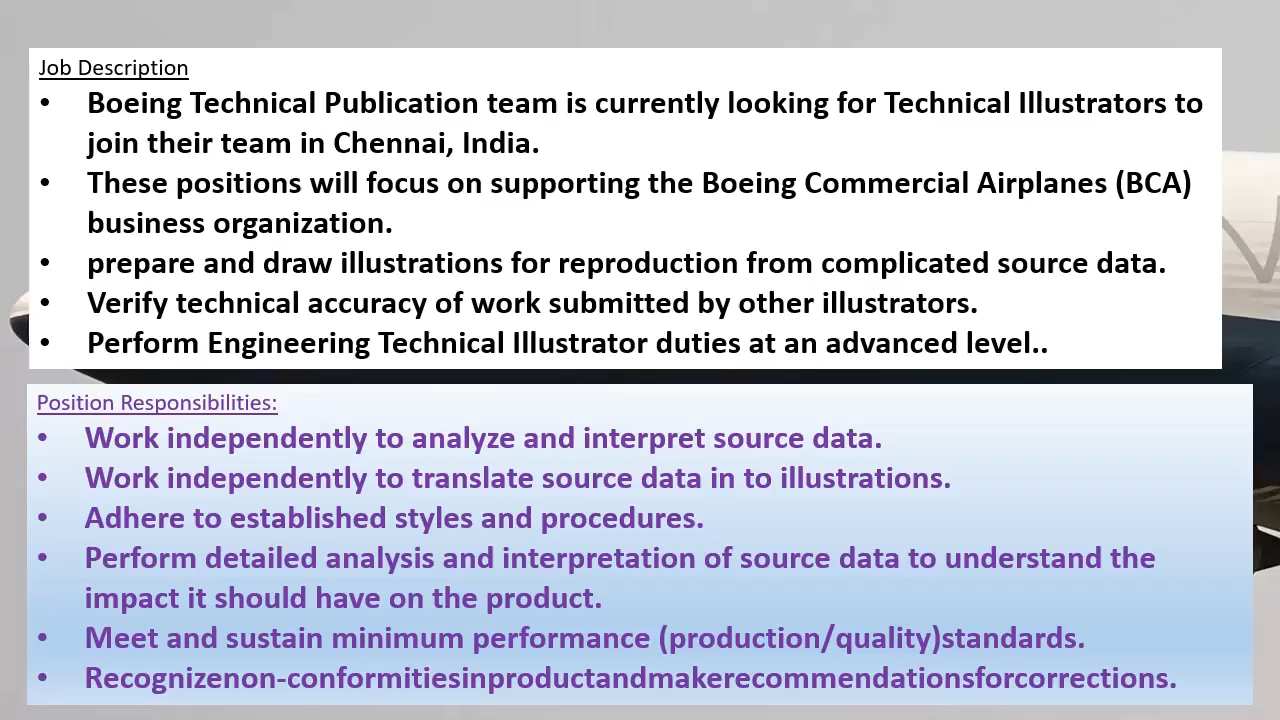 Job Description
• Boeing Technical Publication team is currently looking for Technical Illustrators to
join their team in Chennai, India.
• These positions will focus on supporting the Boeing Commercial Airplanes (BCA)
business organization.
• prepare and draw illustrations for reproduction from complicated source data.
• Verify technical accuracy of work submitted by other illustrators.
• Perform Engineering Technical Illustrator duties at an advanced level..
Position Responsibilities:
• Work independently to analyze and interpret source data.
• Work independently to translate source data in to illustrations.
• Adhere to established styles and procedures.
• Perform detailed analysis and interpretation of source data to understand the
impact it should have on the product.
• Meet and sustain minimum performance (production/quality)standards.
• Recognizenon-conformitiesinproductandmakerecommendationsforcorrections.